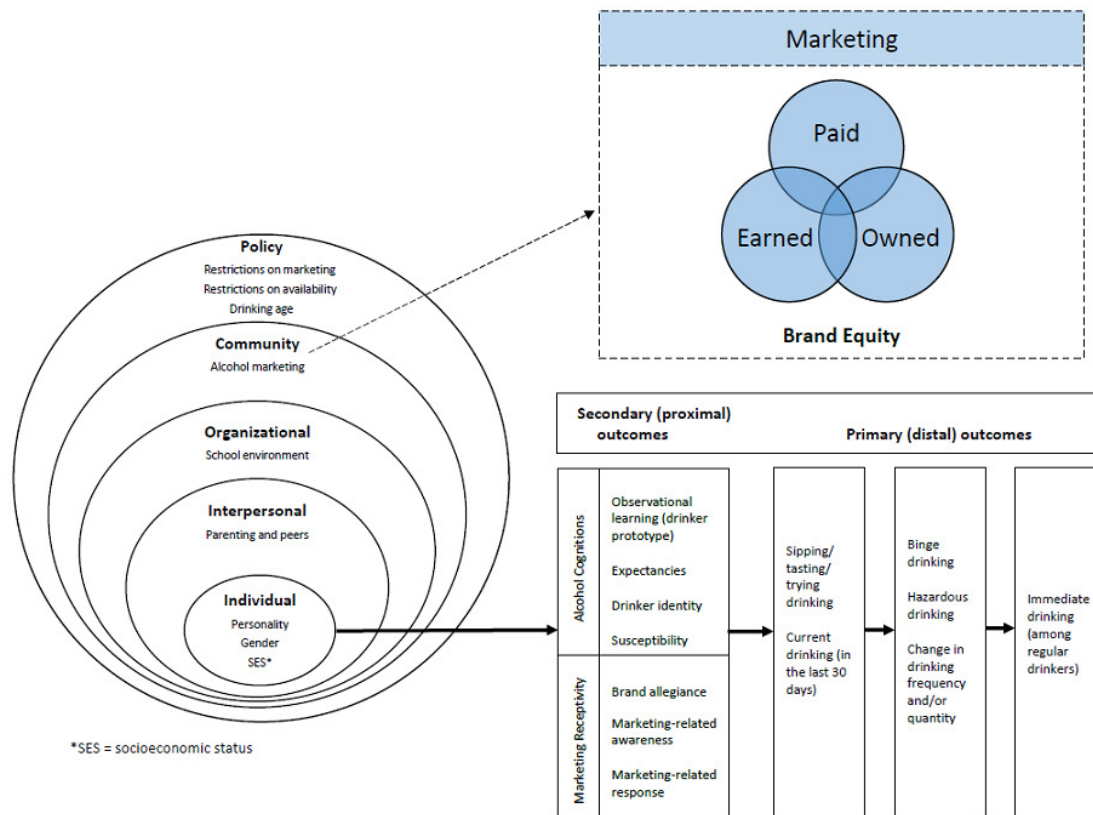 Marketing
Paid
Earned
Owned
Brand Equity
Policy
Restrictions on marketing
Restrictions on availability
Drinking age
Community
Alcohol marketing
Organizational
School environment
Interpersonal
Parenting and peers
Individual
Personality
Gender
SES*
*SES = socioeconomic status
Secondary (proximal)
outcomes
Primary (distal) outcomes
Alcohol Cognitions
Observational
learning (drinker
prototype)
Expectancies
Drinker identity
Susceptibility
Marketing Receptivity
Brand allegiance
Marketing-related
awareness
Marketing-related
response
Sipping/
tasting/
trying
drinking
Current
drinking (in
the last 30
days)
Binge
drinking
Hazardous
drinking
Change in
drinking
frequency
and/or
quantity
Immediate
drinking
(among
regular
drinkers)